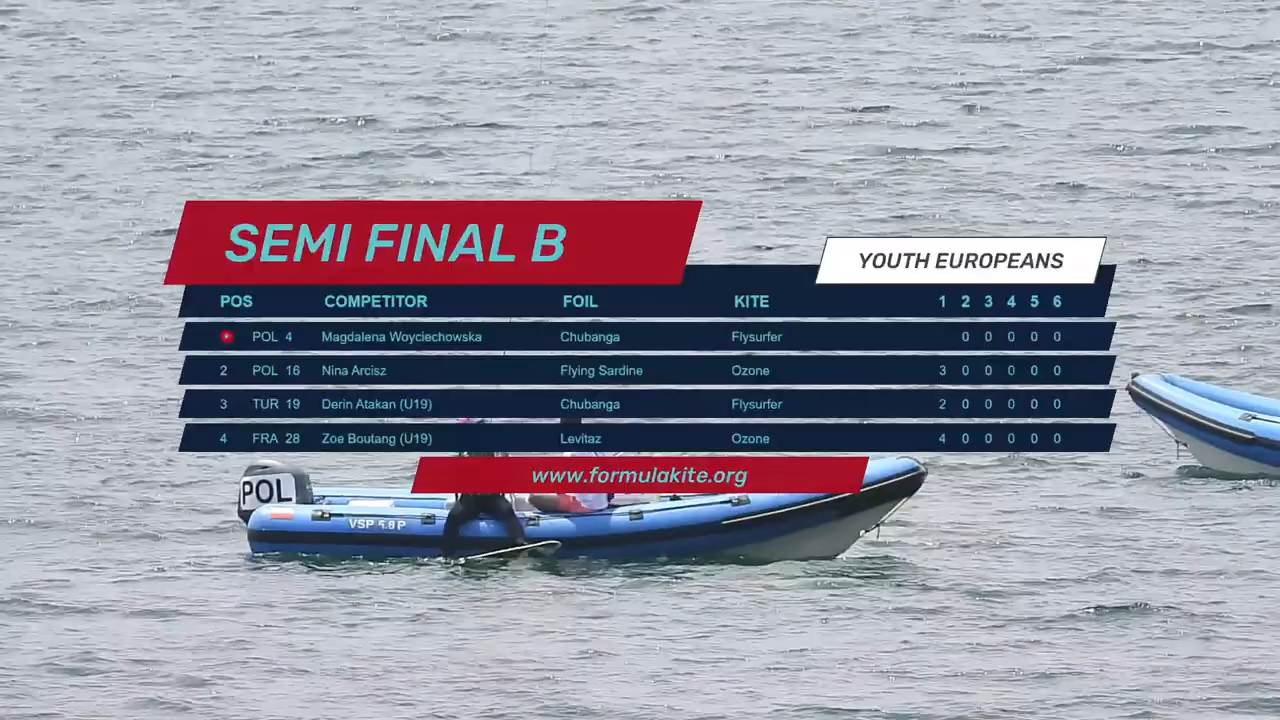 SEMI FINAL B
YOUTH EUROPEANS
POS COMPETITOR FOIL KITE 1 2 3 4 5 6
POL 4 Magdalena Woyciechowska Chubanga Flysurfer 0 0 0 0 0
2 POL 16 Nina Arcisz Flying Sardine Ozone 3 0 0 0 0 0
3 TUR 19 Derin Atakan (U19) Chubanga Flysurfer 2 0 0 0 0 0
4 FRA 28 Zoe Boutang (U19) Levitaz Ozone 4 0 0 0 0 0
www.formulakite.org
POL
VSP 5.8 P